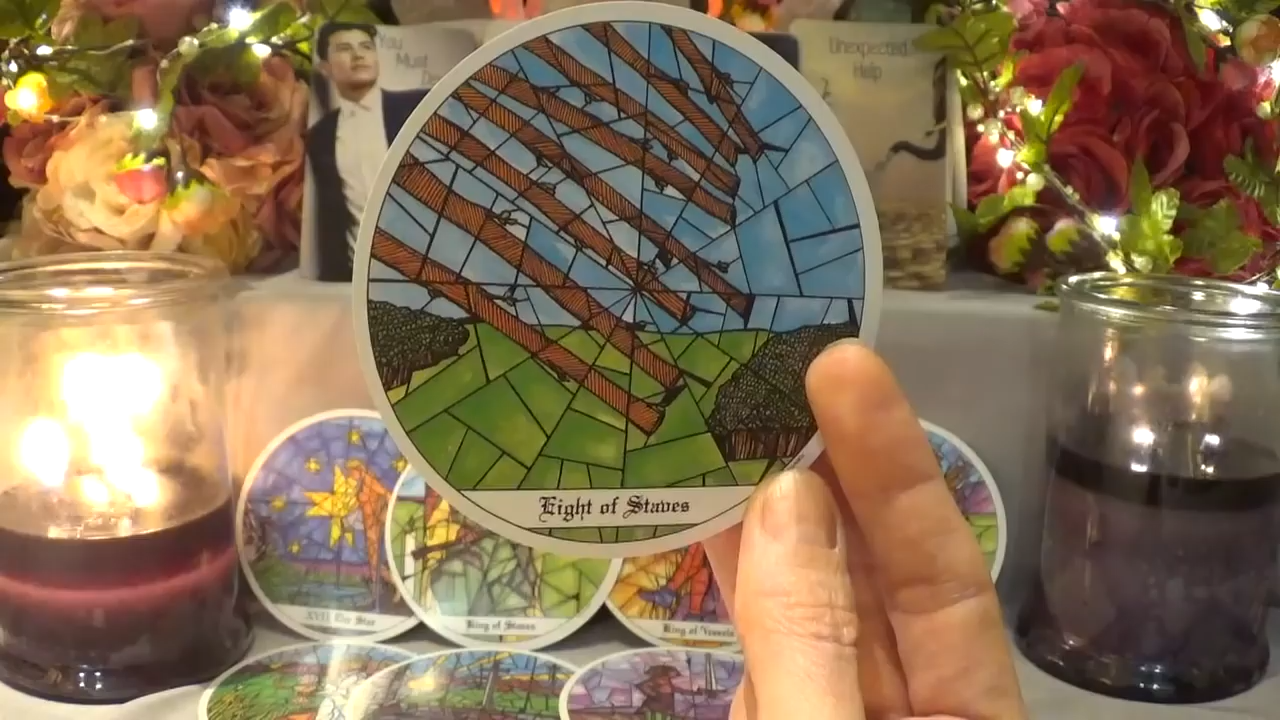 You
Must
Unexpected
Help
Eight of Staves
XVII The Star
King of Staves
King of Vessels